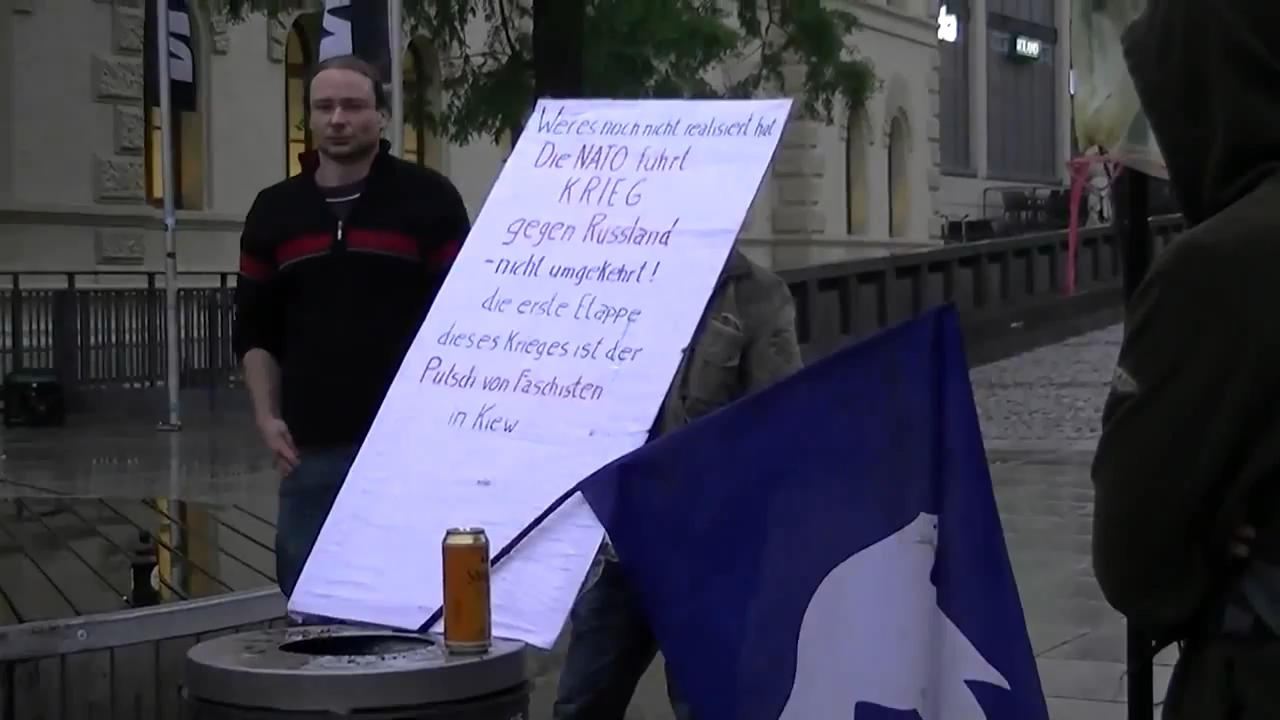 Wer es noch nicht realisiert hat
Die NATO führt
KRIEG
gegen Russland
-nicht umgekehrt!
die erste Etappe
dieses Krieges ist der
Putsch von Faschisten
in Kiew